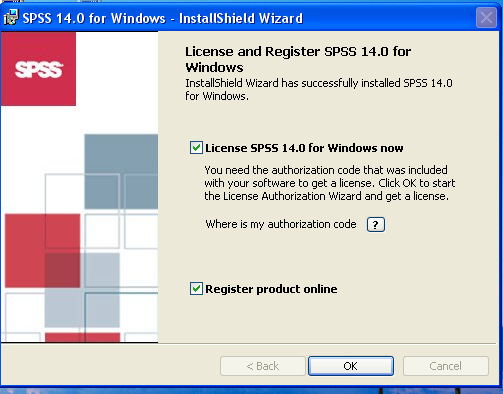 SPSS 14.0 for Windows - InstallShield Wizard
SPSS
License and Register SPSS 14.0 for
Windows
InstallShield Wizard has successfully installed SPSS 14.0
for Windows.
License SPSS 14.0 for Windows now
You need the authorization code that was included
with your software to get a license. Click OK to start
the License Authorization Wizard and get a license.
Where is my authorization code ?
Register product online
< Back OK Cancel